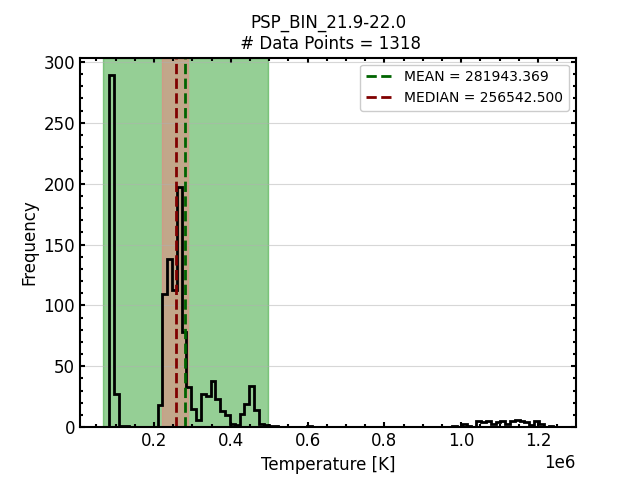 PSP_BIN_21.9-22.0
# Data Points = 1318
MEAN = 281943.369
MEDIAN = 256542.500
300
250
200
150
100
50
0
Frequency
0.2 0.4 0.6 0.8 1.0 1.2
1e6
Temperature [K]